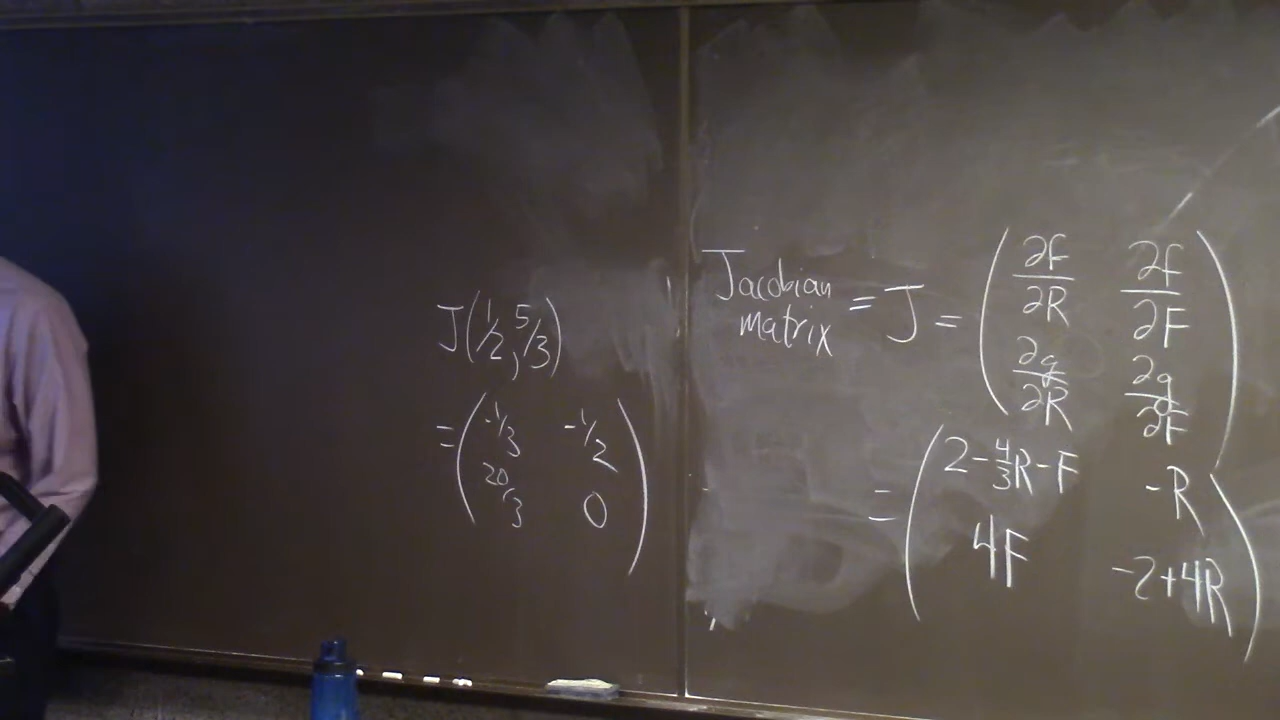 J(1/2, 5/3)
= ( -1/3 -1/2
20/3 0 )
Jacobian matrix = J = ( ∂f/∂R ∂f/∂F
∂g/∂R ∂g/∂F )
= ( 2-4/3R-F -R
4F -2+4R )